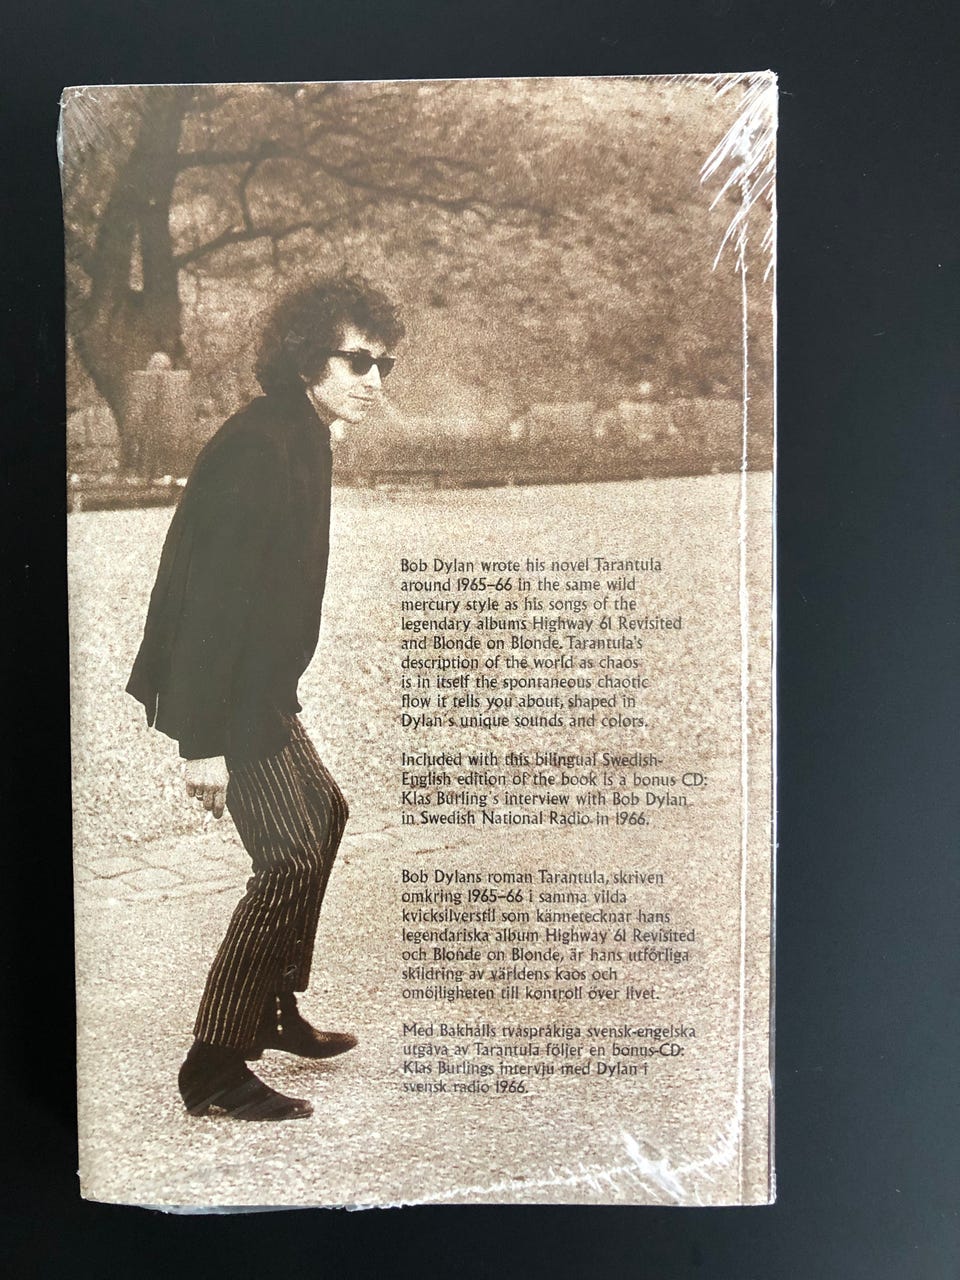 Bob Dylan wrote his novel Tarantula
around 1965–66 in the same wild
mercury style as his songs of the
legendary albums Highway 61 Revisited
and Blonde on Blonde. Tarantula's
description of the world as chaos
is in itself the spontaneous chaotic
flow it tells you about, shaped in
Dylan's unique sounds and colors.
Included with this bilingual Swedish-
English edition of the book is a bonus CD:
Klas Burling's interview with Bob Dylan
in Swedish National Radio in 1966.
Bob Dylans roman Tarantula, skriven
omkring 1965–66 i samma vilda
kvicksilverstil som kännetecknar hans
legendariska album Highway 61 Revisited
och Blonde on Blonde, är hans utförliga
skildring av världens kaos och
omöjligheten till kontroll över livet.
Med Bakhålls tvåspråkiga svensk-engelska
utgåva av Tarantula följer en bonus-CD:
Klas Burlings intervju med Dylan i
svensk radio 1966.